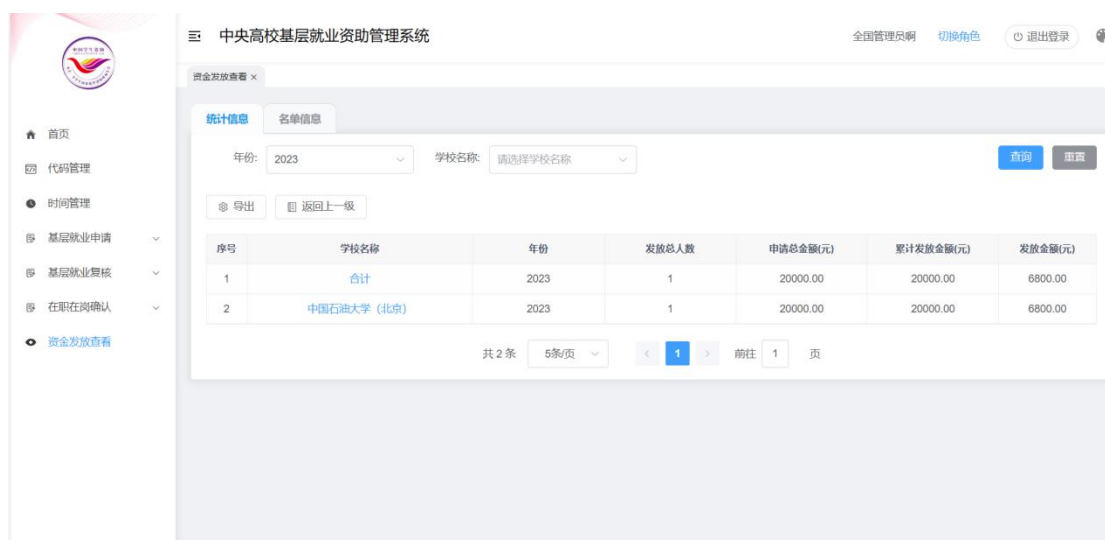 中央高校基层就业资助管理系统
全国管理员啊 切换角色 退出登录
资金发放查看 ×
统计信息 名单信息
首页
代码管理
时间管理
基层就业申请
基层就业复核
在职在岗确认
资金发放查看
年份: 2023 学校名称: 请选择学校名称 查询 重置
导出 返回上一级
序号 学校名称 年份 发放总人数 申请总金额(元) 累计发放金额(元) 发放金额(元)
1 合计 2023 1 20000.00 20000.00 6800.00
2 中国石油大学（北京） 2023 1 20000.00 20000.00 6800.00
共 2 条 5条/页 < 1 > 前往 1 页